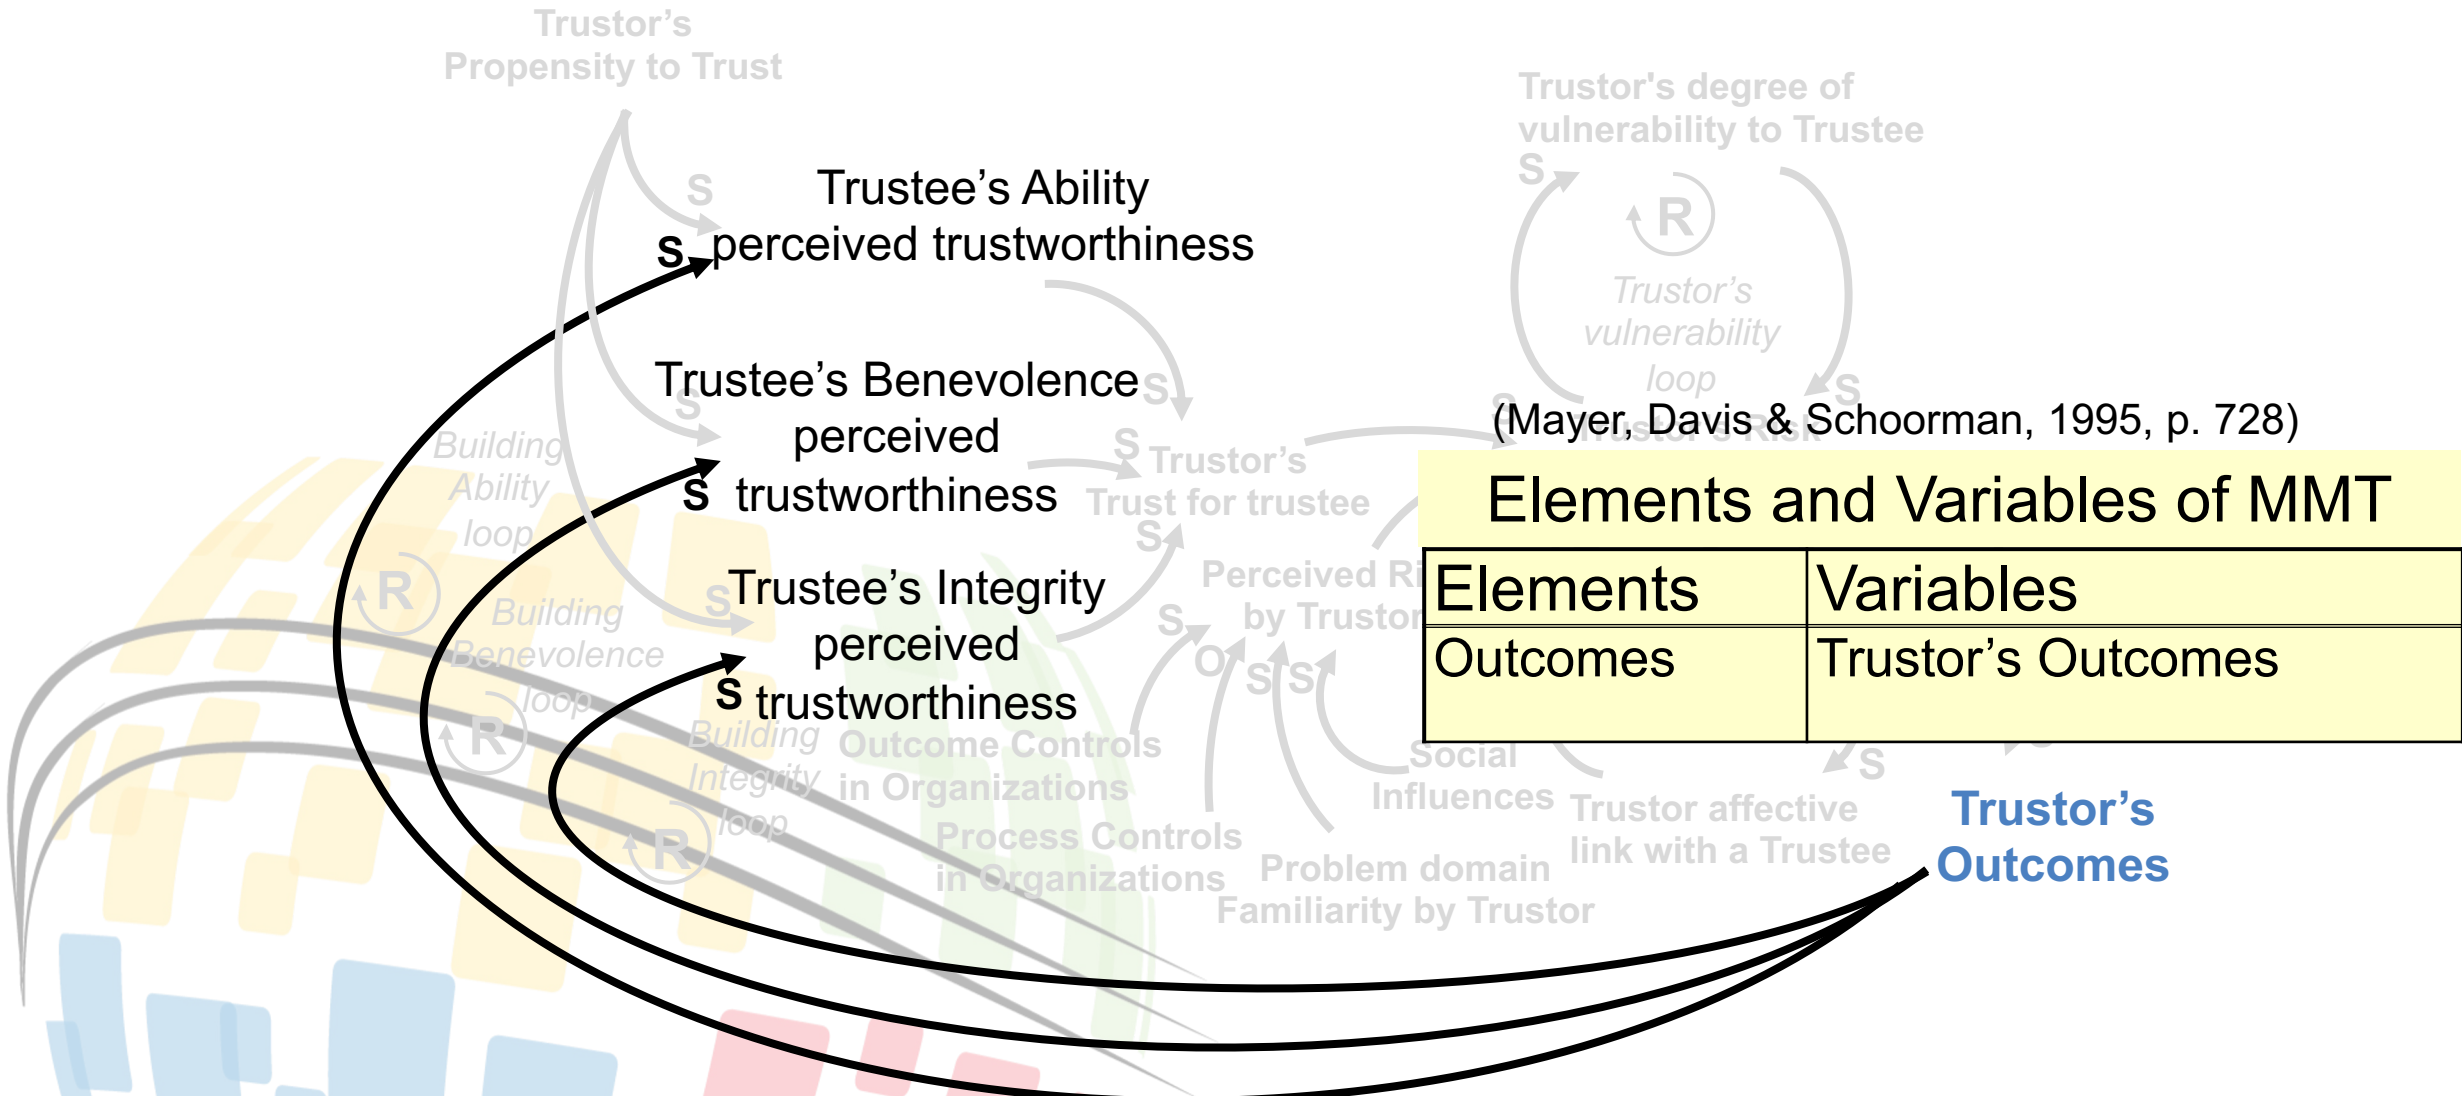 Trustor’s
Propensity to Trust
Trustor's degree of
vulnerability to Trustee
S
S
Trustee’s Ability
S perceived trustworthiness
R
Trustor’s
vulnerability
loop
S
S
Trustor's Risk
(Mayer, Davis & Schoorman, 1995, p. 728)
Trustee’s Benevolence
perceived
S trustworthiness
S
S
S
Building
Ability
loop
R
Trustor’s
Trust for trustee
S
Elements and Variables of MMT
Elements
Variables
Outcomes
Trustor’s Outcomes
Perceived Ri
by Trustor
S
O
S
S
S
Trustee’s Integrity
perceived
S trustworthiness
Building
Benevolence
loop
R
Building
Integrity
loop
R
Outcome Controls
in Organizations
Process Controls
in Organizations
Social
Influences
Problem domain
Familiarity by Trustor
Trustor affective
link with a Trustee
S
Trustor’s
Outcomes